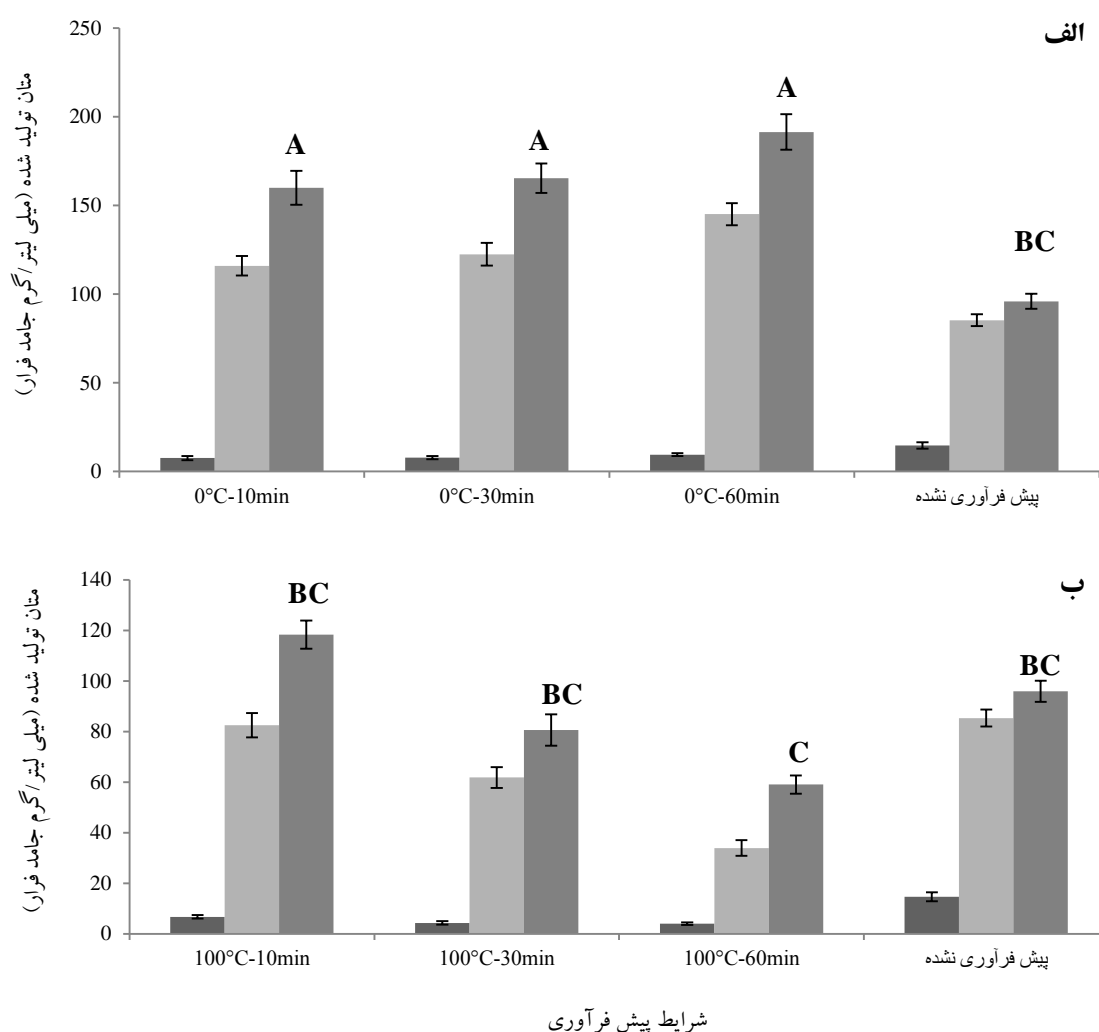 الف
متان تولید شده (میلی لیتر/گرم جامد فرار)
250
200
150
100
50
0
A
A
A
BC
0°C-10min
0°C-30min
0°C-60min
پیش فرآوری نشده
ب
متان تولید شده (میلی لیتر/گرم جامد فرار)
140
120
100
80
60
40
20
0
BC
BC
C
BC
100°C-10min
100°C-30min
100°C-60min
پیش فرآوری نشده
شرایط پیش فرآوری